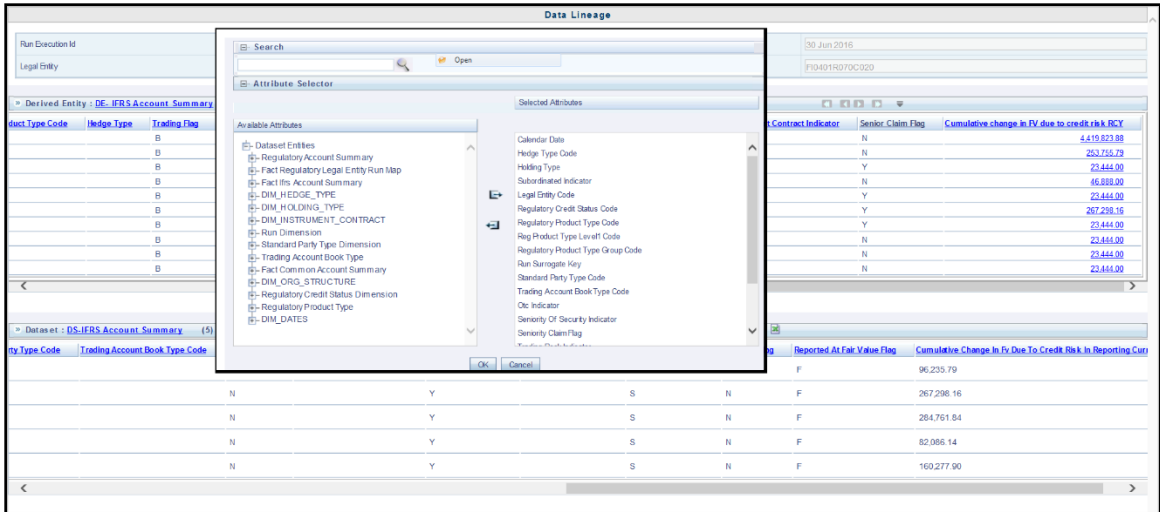 Data Lineage
Run Execution Id
30 Jun 2016
Legal Entity
FI0401R070C020
Search
Open
Attribute Selector
Selected Attributes
Available Attributes
Dataset Entities
Regulatory Account Summary
Fact Regulatory Legal Entity Run Map
Fact Ifrs Account Summary
DIM_HEDGE_TYPE
DIM_HOLDING_TYPE
DIM_INSTRUMENT_CONTRACT
Run Dimension
Standard Party Type Dimension
Trading Account Book Type
Fact Common Account Summary
DIM_ORG_STRUCTURE
Regulatory Credit Status Dimension
Regulatory Product Type
DIM_DATES
Calendar Date
Hedge Type Code
Holding Type
Subordinated Indicator
Legal Entity Code
Regulatory Credit Status Code
Regulatory Product Type Code
Reg Product Type Level1 Code
Regulatory Product Type Group Code
Run Surrogate Key
Standard Party Type Code
Trading Account Book Type Code
Otc Indicator
Seniority Of Security Indicator
Seniority Claim Flag
OK Cancel
Derived Entity : DE- IFRS Account Summary
duct Type Code Hedge Type Trading Flag t Contract Indicator Senior Claim Flag Cumulative change in FV due to credit risk RCY
B N 4,419,823.88
B N 253,755.79
B Y 23,444.00
B N 46,888.00
B Y 23,444.00
B Y 267,298.16
B Y 23,444.00
B N 23,444.00
B N 23,444.00
B N 23,444.00
Dataset : DS-IFRS Account Summary (5)
rty Type Code Trading Account Book Type Code ag Reported At Fair Value Flag Cumulative Change In Fv Due To Credit Risk In Reporting Curr
F 96,235.79
N Y S N F 267,298.16
N Y S N F 284,761.84
N Y S N F 82,086.14
N Y S N F 160,277.90